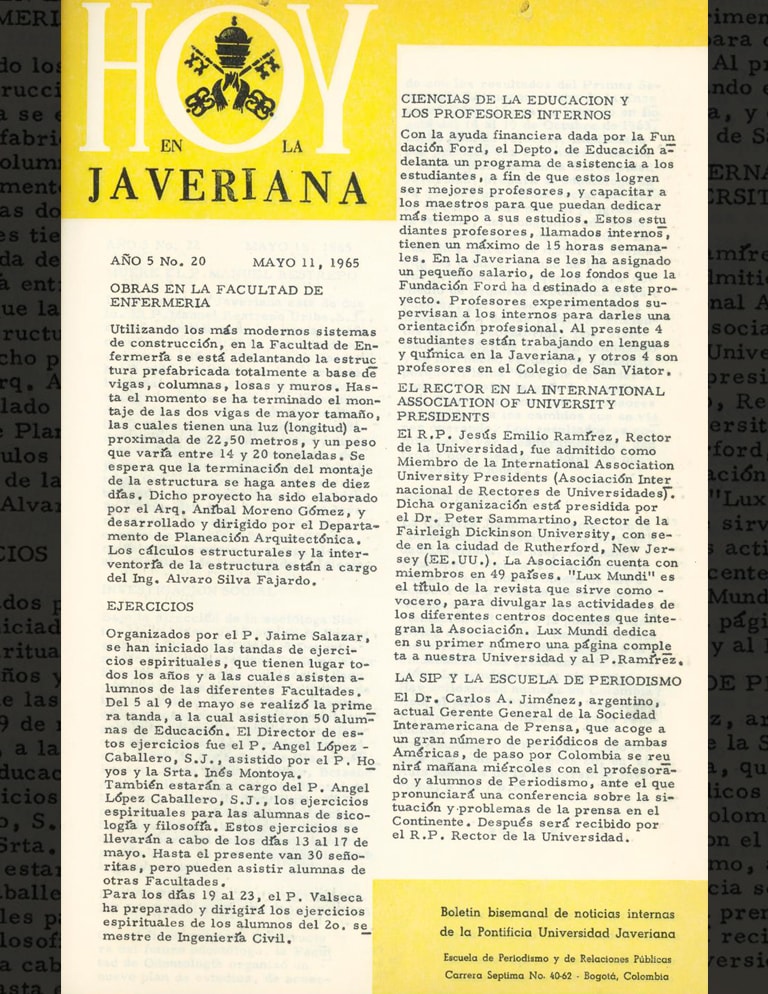 HOY
EN LA
JAVERIANA
AÑO 5 No. 20 MAYO 11, 1965
OBRAS EN LA FACULTAD DE
ENFERMERIA
Utilizando los más modernos sistemas
de construcción, en la Facultad de En-
fermería se está adelantando la estruc
tura prefabricada totalmente a base de
vigas, columnas, losas y muros. Has-
ta el momento se ha terminado el mon-
taje de las dos vigas de mayor tamaño,
las cuales tienen una luz (longitud) a-
proximada de 22,50 metros, y un peso
que varía entre 14 y 20 toneladas. Se
espera que la terminación del montaje
de la estructura se haga antes de diez
días. Dicho proyecto ha sido elaborado
por el Arq. Aníbal Moreno Gómez, y
desarrollado y dirigido por el Departa-
mento de Planeación Arquitectónica.
Los cálculos estructurales y la inter-
ventoría de la estructura están a cargo
del Ing. Alvaro Silva Fajardo.
EJERCICIOS
Organizados por el P. Jaime Salazar,
se han iniciado las tandas de ejerci-
cios espirituales, que tienen lugar to-
dos los años y a las cuales asisten a-
lumnos de las diferentes Facultades.
Del 5 al 9 de mayo se realizó la prime
ra tanda, a la cual asistieron 50 alum-
nas de Educación. El Director de es-
tos ejercicios fue el P. Angel López -
Caballero, S.J., asistido por el P. Ho
yos y la Srta. Inés Montoya.
También estarán a cargo del P. Angel
López Caballero, S.J., los ejercicios
espirituales para las alumnas de sico-
logía y filosofía. Estos ejercicios se
llevarán a cabo de los días 13 al 17 de
mayo. Hasta el presente van 30 seño-
ritas, pero pueden asistir alumnas de
otras Facultades.
Para los días 19 al 23, el P. Valseca
ha preparado y dirigirá los ejercicios
espirituales de los alumnos del 2o. se
mestre de Ingeniería Civil.
CIENCIAS DE LA EDUCACION Y
LOS PROFESORES INTERNOS
Con la ayuda financiera dada por la Fun
dación Ford, el Depto. de Educación a-
delanta un programa de asistencia a los
estudiantes, a fin de que estos logren
ser mejores profesores, y capacitar a
los maestros para que puedan dedicar
más tiempo a sus estudios. Estos estu
diantes profesores, llamados internos,
tienen un máximo de 15 horas semana-
les. En la Javeriana se les ha asignado
un pequeño salario, de los fondos que la
Fundación Ford ha destinado a este pro-
yecto. Profesores experimentados su-
pervisan a los internos para darles una
orientación profesional. Al presente 4
estudiantes están trabajando en lenguas
y química en la Javeriana, y otros 4 son
profesores en el Colegio de San Viator.
EL RECTOR EN LA INTERNATIONAL
ASSOCIATION OF UNIVERSITY
PRESIDENTS
El R.P. Jesús Emilio Ramírez, Rector
de la Universidad, fue admitido como
Miembro de la International Association
University Presidents (Asociación Inter
nacional de Rectores de Universidades).
Dicha organización está presidida por
el Dr. Peter Sammartino, Rector de la
Fairleigh Dickinson University, con se-
de en la ciudad de Rutherford, New Jer-
sey (EE.UU.). La Asociación cuenta con
miembros en 49 países. "Lux Mundi" es
el título de la revista que sirve como -
vocero, para divulgar las actividades de
los diferentes centros docentes que inte-
gran la Asociación. Lux Mundi dedica
en su primer número una página comple
ta a nuestra Universidad y al P.Ramírez.
LA SIP Y LA ESCUELA DE PERIODISMO
El Dr. Carlos A. Jiménez, argentino,
actual Gerente General de la Sociedad
Interamericana de Prensa, que acoge a
un gran número de periódicos de ambas
Américas, de paso por Colombia se reu
nirá mañana miércoles con el profesora-
do y alumnos de Periodismo, ante el que
pronunciará una conferencia sobre la si-
tuación y problemas de la prensa en el
Continente. Después será recibido por
el R.P. Rector de la Universidad.
Boletin bisemanal de noticias internas
de la Pontificia Universidad Javeriana
Escuela de Periodismo y de Relaciones Públicas
Carrera Septima No. 40-62 - Bogotá, Colombia